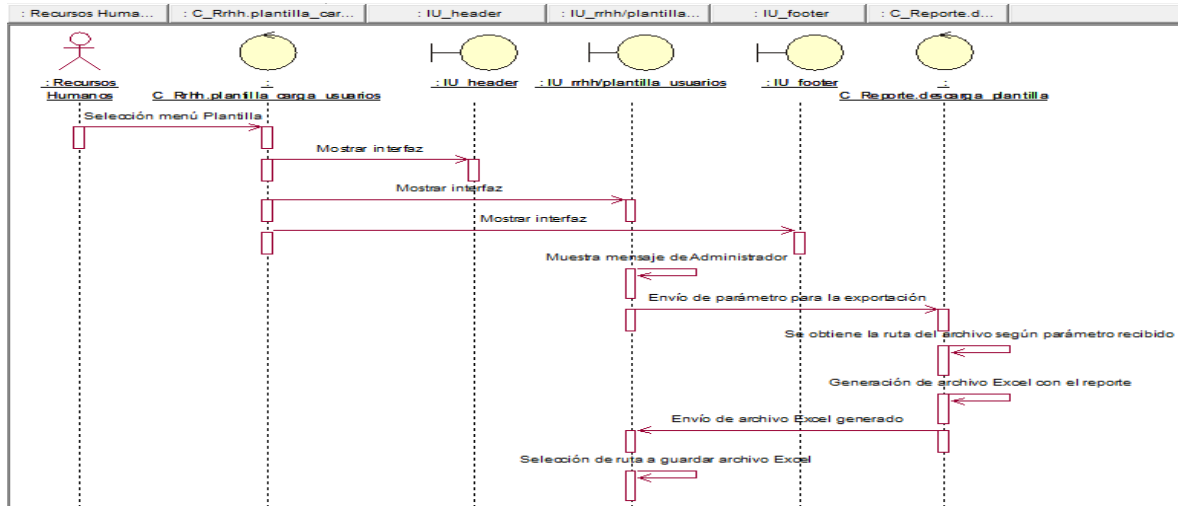 : Recursos Huma...
: C_Rrhh.plantilla_car...
: IU_header
: IU_rrhh/plantilla...
: IU_footer
: C_Reporte.d...
: Recursos
Humanos
:
C_Rrhh.plantilla_carga_usuarios
: IU_header
: IU_rrhh/plantilla_usuarios
: IU_footer
:
C_Reporte.descarga_plantilla
Selección menú Plantilla
Mostrar interfaz
Mostrar interfaz
Mostrar interfaz
Muestra mensaje de Administrador
Envío de parámetro para la exportación
Se obtiene la ruta del archivo según parámetro recibido
Generación de archivo Excel con el reporte
Envío de archivo Excel generado
Selección de ruta a guardar archivo Excel